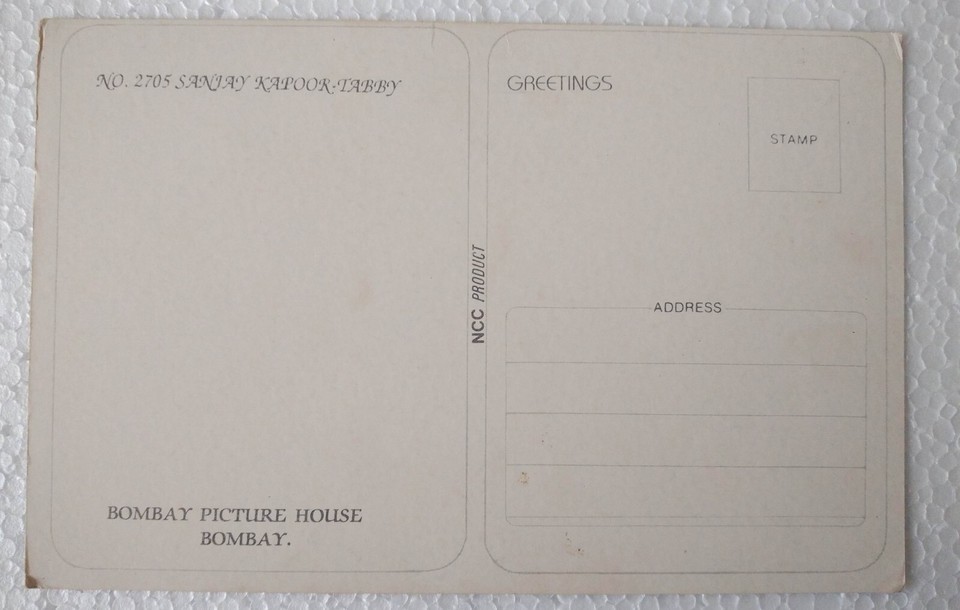 NO. 2705 SANJAY KAPOOR-TABBY
BOMBAY PICTURE HOUSE
BOMBAY.
NCC PRODUCT
GREETINGS
STAMP
ADDRESS